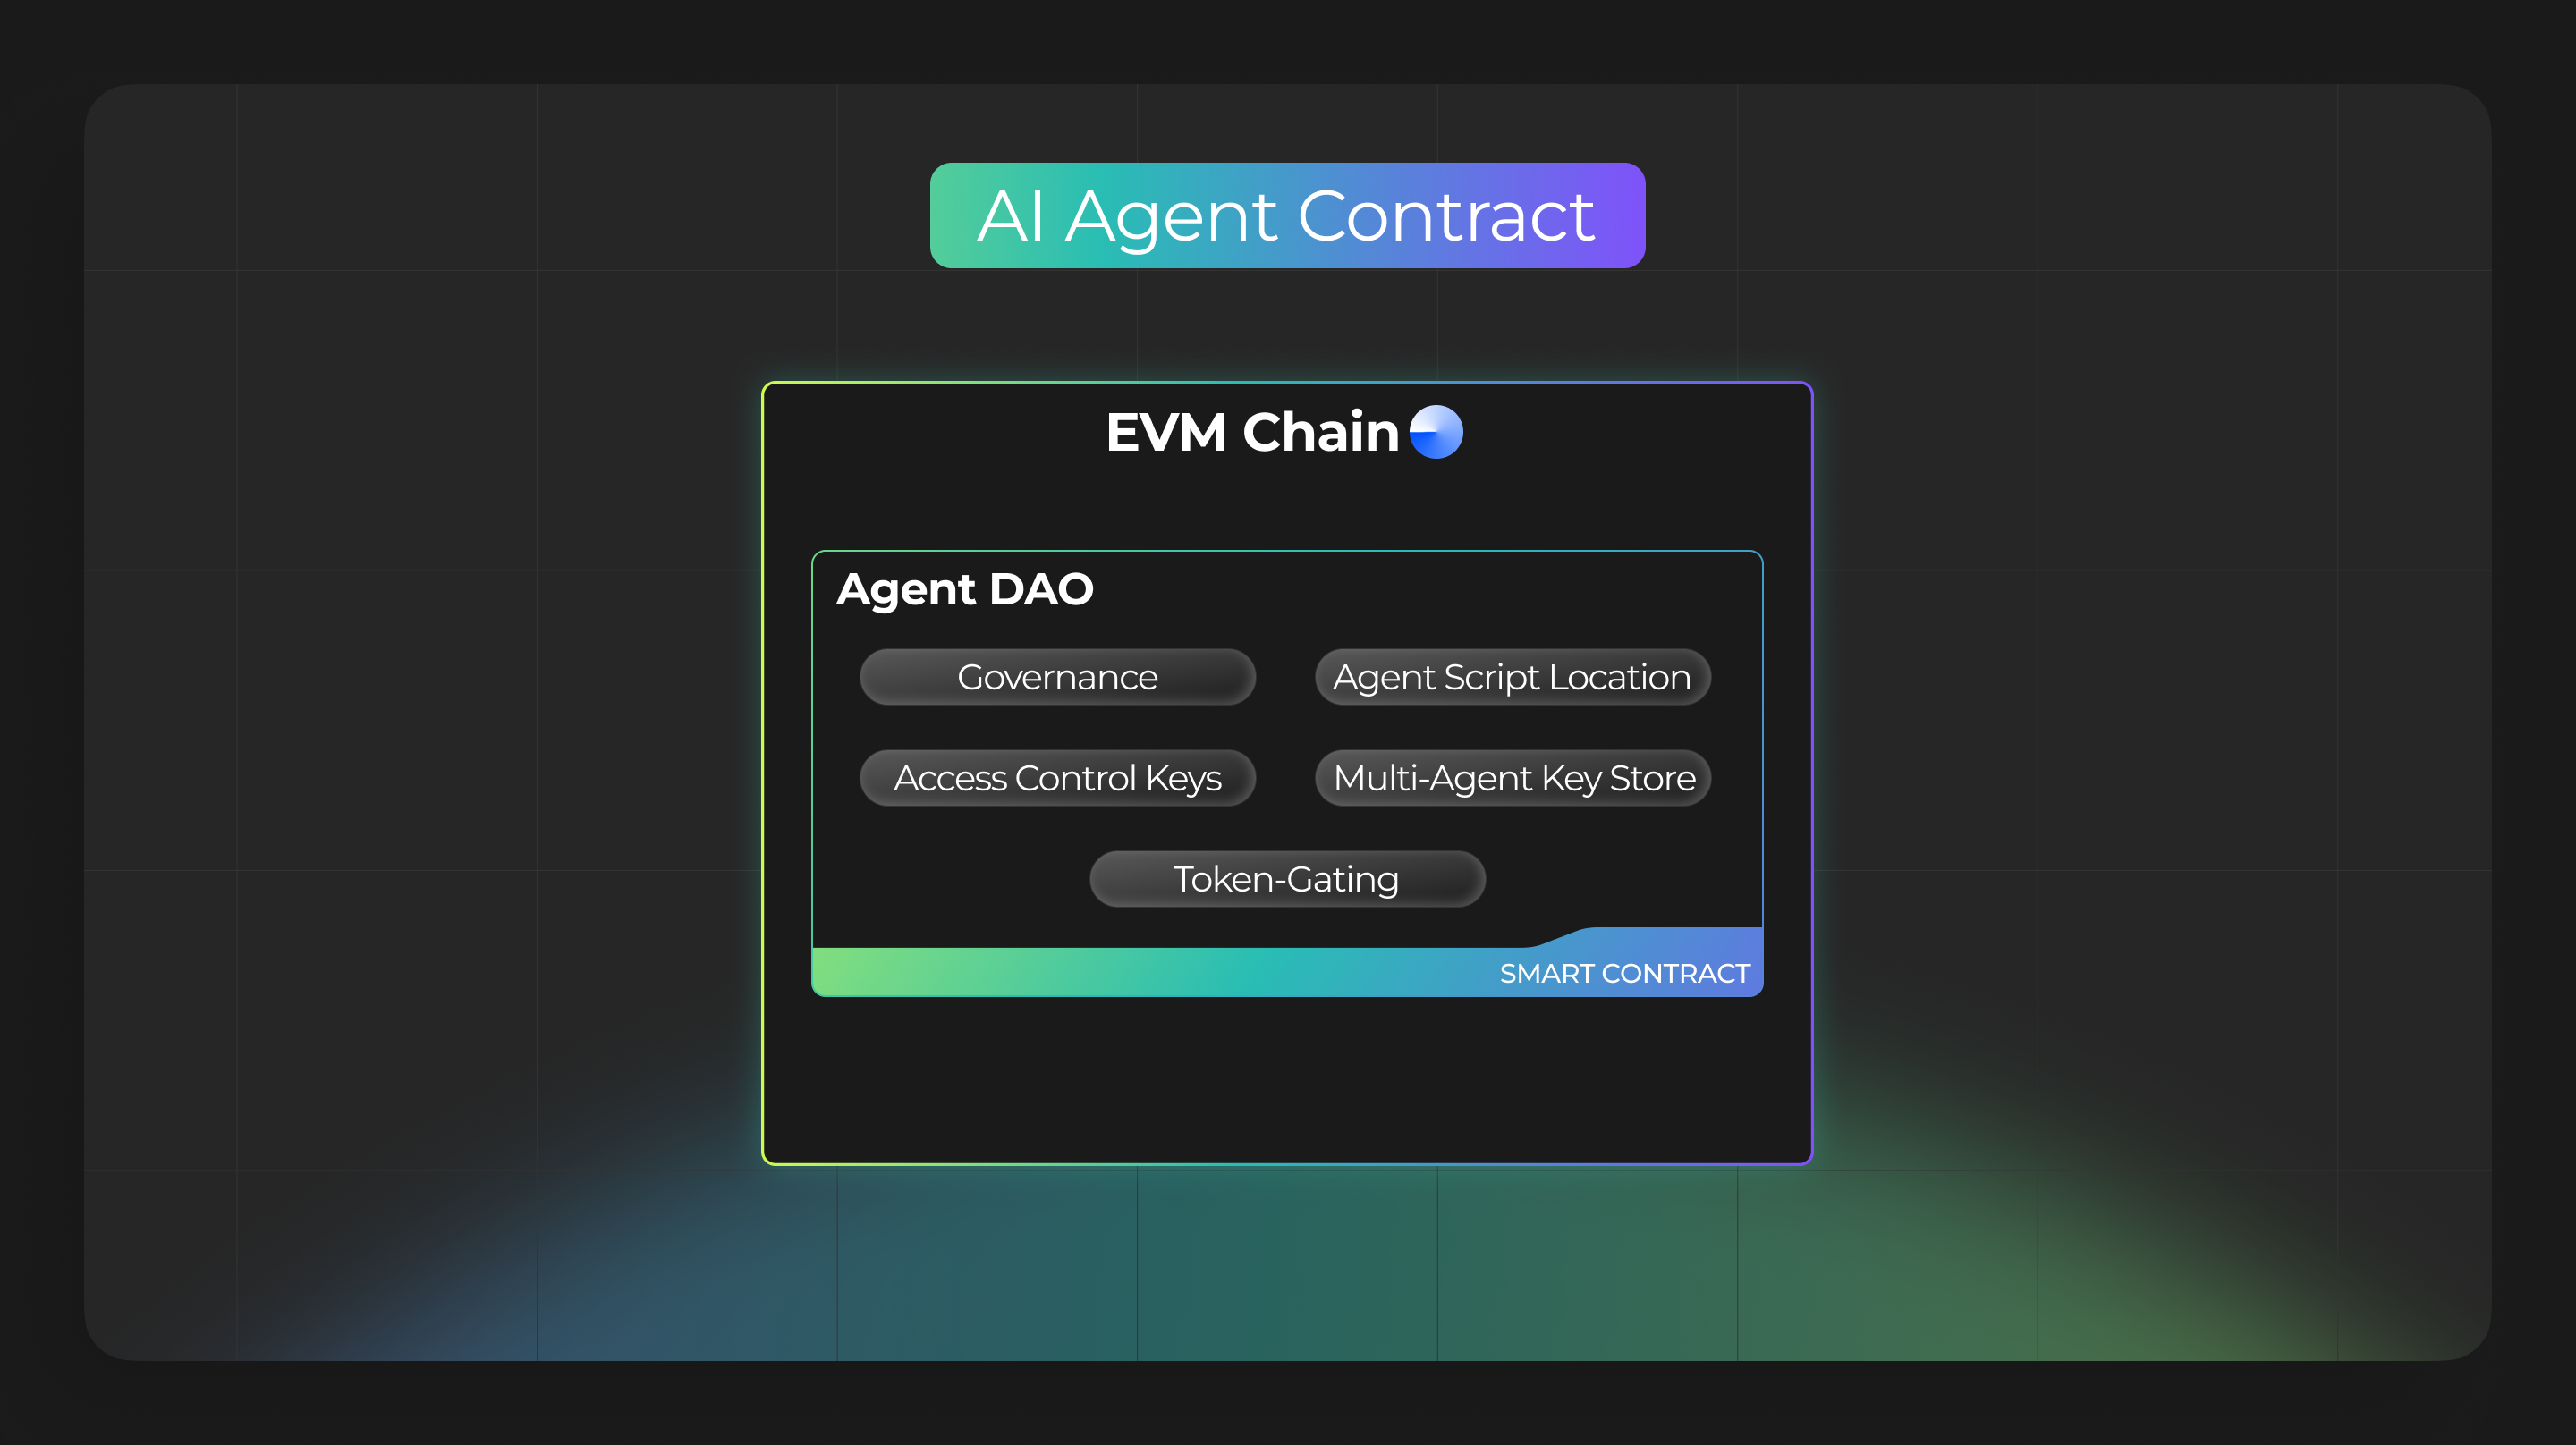 AI Agent Contract
EVM Chain
Agent DAO
Governance
Agent Script Location
Access Control Keys
Multi-Agent Key Store
Token-Gating
SMART CONTRACT